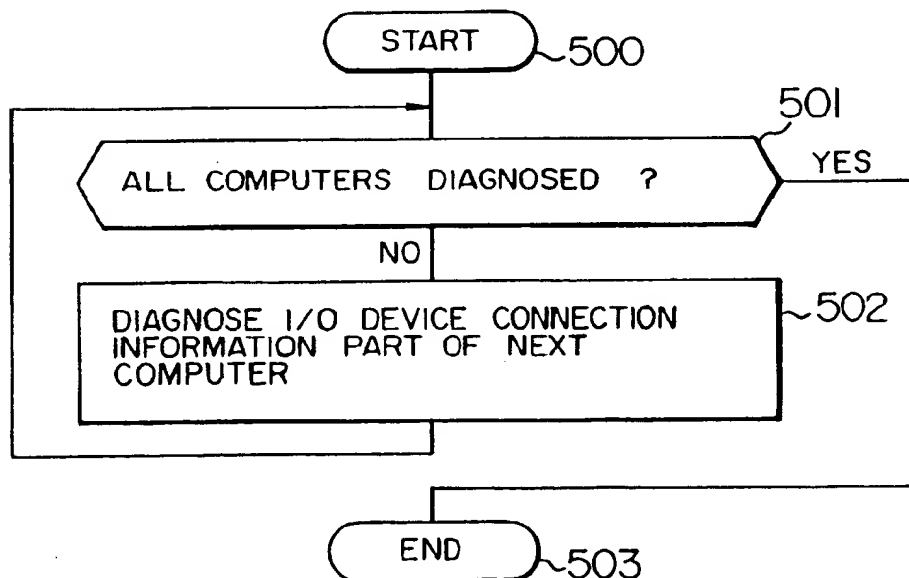 START
500
501
ALL COMPUTERS DIAGNOSED ?
YES
NO
DIAGNOSE I/O DEVICE CONNECTION
INFORMATION PART OF NEXT
COMPUTER
502
END
503